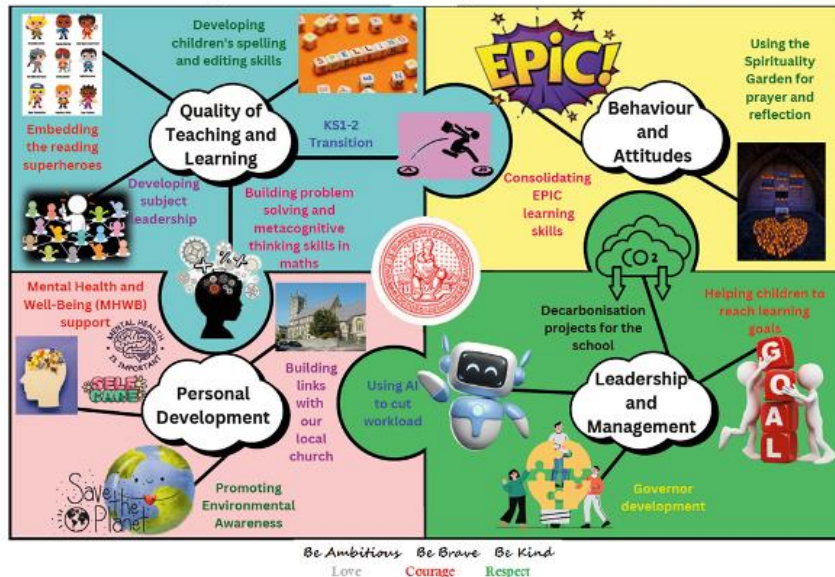 Developing
children's spelling
and editing skills
SPELLING
Quality of
Teaching and
Learning
Embedding
the reading
superheroes
KS1-2
Transition
Developing
subject
leadership
Building problem
solving and
metacognitive
thinking skills in
maths
EPIC!
Using the
Spirituality
Garden for
prayer and
reflection
Behaviour
and
Attitudes
Consolidating
EPIC
learning
skills
Mental Health and
Well-Being (MHWB)
support
MENTAL HEALTH
IS IMPORTANT
SELF
CARE
Personal
Development
Building
links
with
our
local
church
Save the
Planet
Promoting
Environmental
Awareness
CO2
Decarbonisation
projects for the
school
Helping children to
reach learning
goals
GOAL
Using AI
to cut
workload
Leadership
and
Management
Governor
development
Be Ambitious Be Brave Be Kind
Love Courage Respect